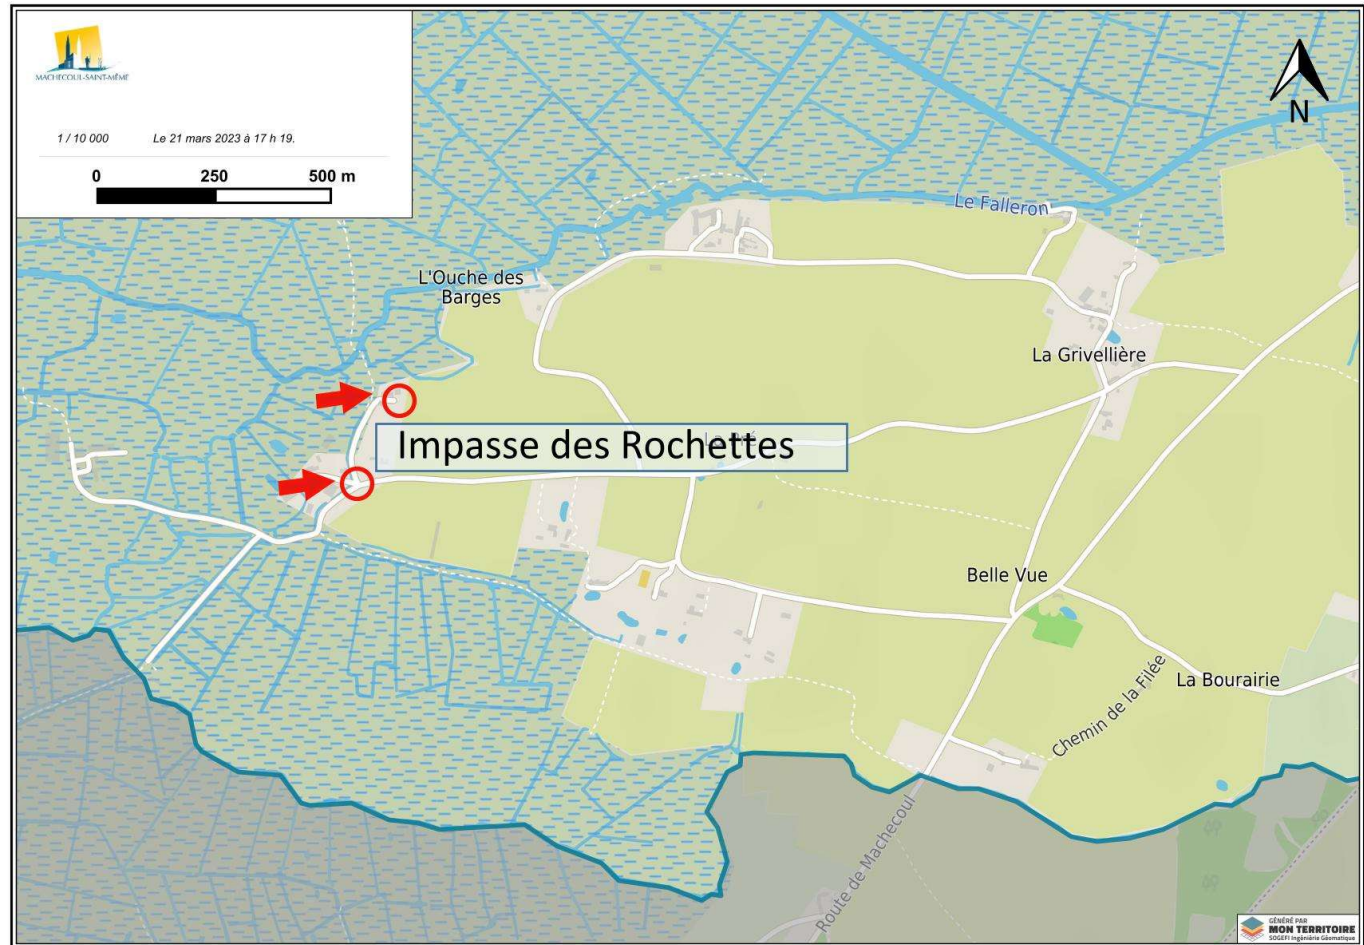 MACHECOUL-SAINT-MÊME
1 / 10 000 Le 21 mars 2023 à 17 h 19.
0 250 500 m
N
Le Falleron
L'Ouche des
Barges
La Grivellière
Impasse des Rochettes
Belle Vue
La Bourairie
Chemin de la Filée
Route de Machecoul
GÉNÉRÉ PAR
MON TERRITOIRE
SOGEFI Ingénierie Géomatique